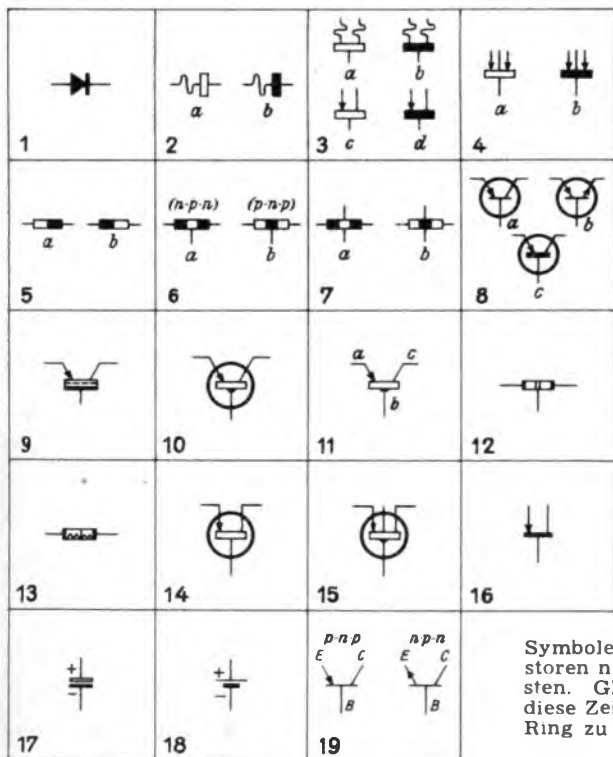 1
a b
2
a b
c d
3
a b
4
a b
5
(n-p-n) (p-n-p)
a b
6
a b
7
a b
c
8
9
10
a c
b
11
12
13
14
15
16
+
−
17
+
−
18
p-n-p n-p-n
E C E C
B B
19
Symbole
storen n
sten.
diese Zei
Ring zu